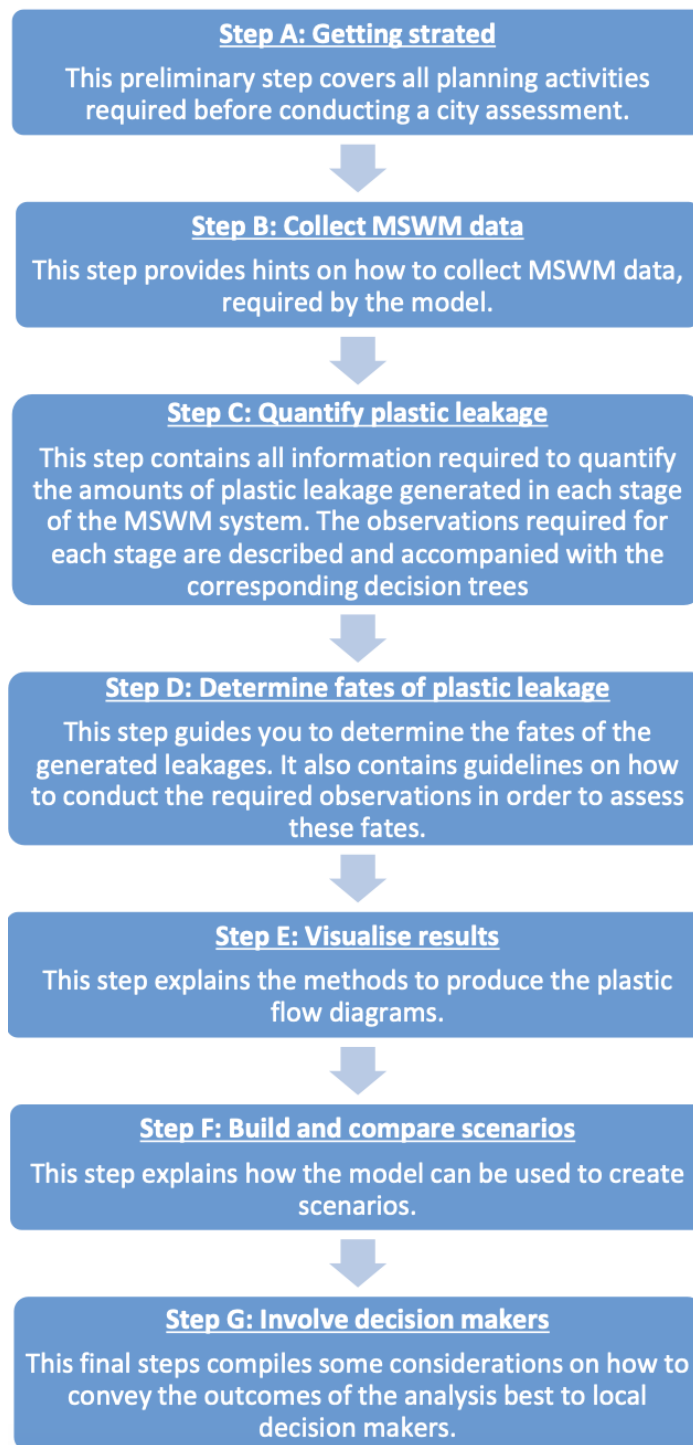 Step A: Getting strated
This preliminary step covers all planning activities
required before conducting a city assessment.
Step B: Collect MSWM data
This step provides hints on how to collect MSWM data,
required by the model.
Step C: Quantify plastic leakage
This step contains all information required to quantify
the amounts of plastic leakage generated in each stage
of the MSWM system. The observations required for
each stage are described and accompanied with the
corresponding decision trees
Step D: Determine fates of plastic leakage
This step guides you to determine the fates of the
generated leakages. It also contains guidelines on how
to conduct the required observations in order to assess
these fates.
Step E: Visualise results
This step explains the methods to produce the plastic
flow diagrams.
Step F: Build and compare scenarios
This step explains how the model can be used to create
scenarios.
Step G: Involve decision makers
This final steps compiles some considerations on how to
convey the outcomes of the analysis best to local
decision makers.